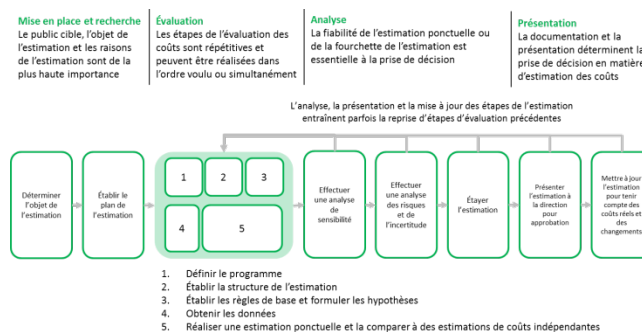 Mise en place et recherche
Le public cible, l'objet de
l'estimation et les raisons
de l'estimation sont de la
plus haute importance
Évaluation
Les étapes de l'évaluation des
coûts sont répétitives et
peuvent être réalisées dans
l'ordre voulu ou simultanément
Analyse
La fiabilité de l'estimation ponctuelle ou
de la fourchette de l'estimation est
essentielle à la prise de décision
Présentation
La documentation et la
présentation déterminent la
prise de décision en matière
d'estimation des coûts
L'analyse, la présentation et la mise à jour des étapes de l'estimation
entraînent parfois la reprise d'étapes d'évaluation précédentes
Déterminer
l'objet de
l'estimation
Établir le
plan de
l'estimation
1
2
3
4
5
Effectuer
une analyse
de
sensibilité
Effectuer
une analyse
des risques
et de
l'incertitude
Étayer
l'estimation
Présenter
l'estimation à
la direction
pour
approbation
Mettre à jour
l'estimation
pour tenir
compte des
coûts réels et
des
changements
1. Définir le programme
2. Établir la structure de l'estimation
3. Établir les règles de base et formuler les hypothèses
4. Obtenir les données
5. Réaliser une estimation ponctuelle et la comparer à des estimations de coûts indépendantes